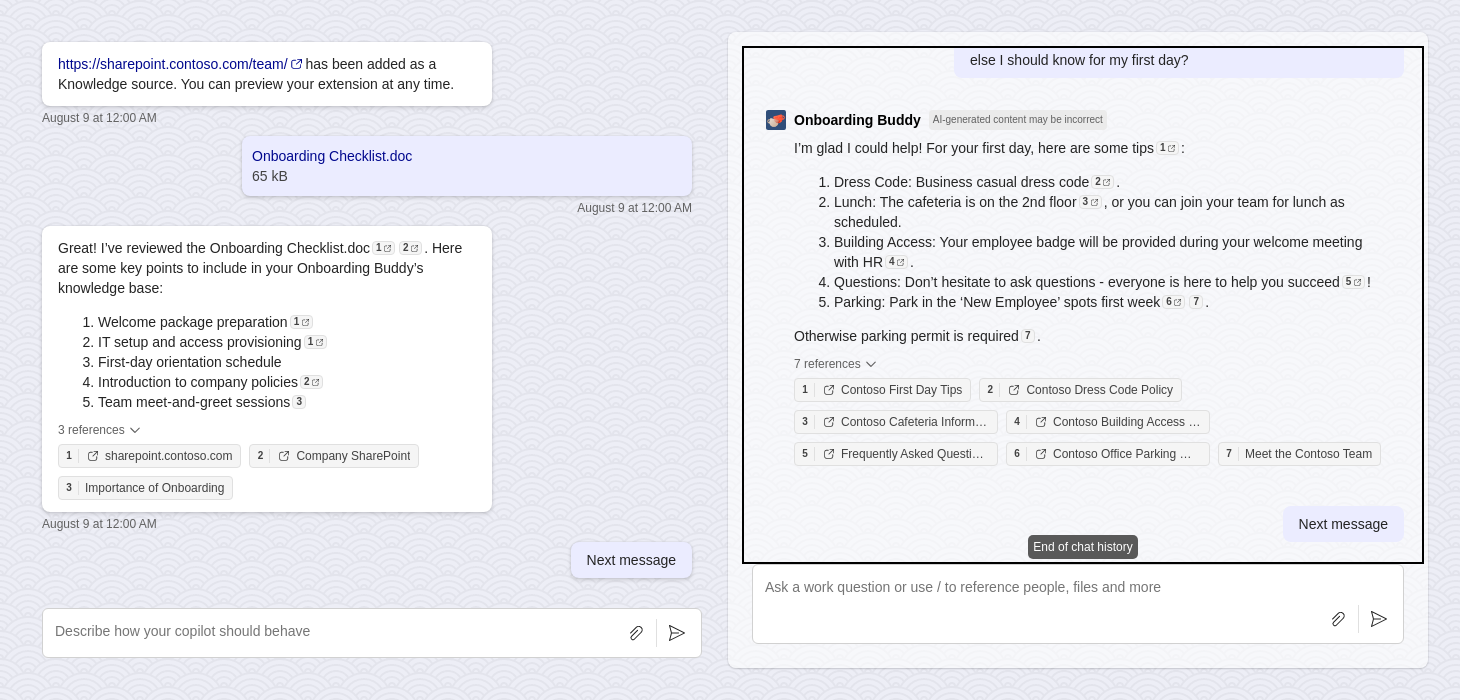 https://sharepoint.contoso.com/team/ has been added as a
Knowledge source. You can preview your extension at any time.
August 9 at 12:00 AM
Onboarding Checklist.doc
65 kB
August 9 at 12:00 AM
Great! I’ve reviewed the Onboarding Checklist.doc 1 2 . Here
are some key points to include in your Onboarding Buddy’s
knowledge base:
1. Welcome package preparation 1
2. IT setup and access provisioning 1
3. First-day orientation schedule
4. Introduction to company policies 2
5. Team meet-and-greet sessions 3
3 references
1 sharepoint.contoso.com 2 Company SharePoint
3 Importance of Onboarding
August 9 at 12:00 AM
Next message
Describe how your copilot should behave
else I should know for my first day?
Onboarding Buddy AI-generated content may be incorrect
I’m glad I could help! For your first day, here are some tips 1 :
1. Dress Code: Business casual dress code 2 .
2. Lunch: The cafeteria is on the 2nd floor 3 , or you can join your team for lunch as
scheduled.
3. Building Access: Your employee badge will be provided during your welcome meeting
with HR 4 .
4. Questions: Don’t hesitate to ask questions - everyone is here to help you succeed 5 !
5. Parking: Park in the ‘New Employee’ spots first week 6 7 .
Otherwise parking permit is required 7 .
7 references
1 Contoso First Day Tips 2 Contoso Dress Code Policy
3 Contoso Cafeteria Inform… 4 Contoso Building Access …
5 Frequently Asked Questi… 6 Contoso Office Parking … 7 Meet the Contoso Team
Next message
End of chat history
Ask a work question or use / to reference people, files and more